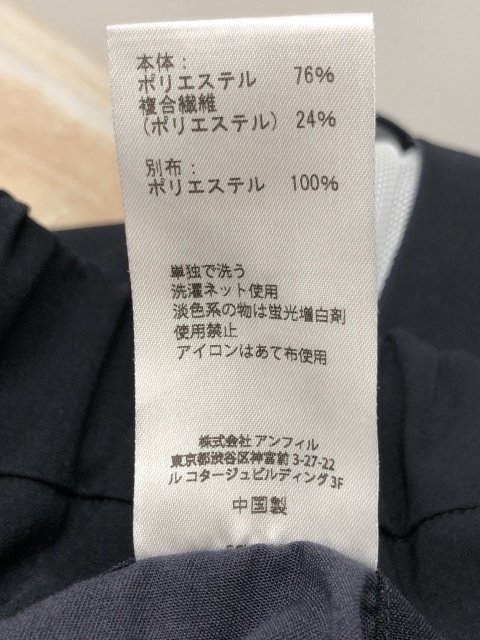 本体：
ポリエステル 76%
複合繊維
(ポリエステル) 24%
別布：
ポリエステル 100%
単独で洗う
洗濯ネット使用
淡色系の物は蛍光増白剤
使用禁止
アイロンはあて布使用
株式会社 アンフィル
東京都渋谷区神宮前 3-27-22
ル コタージュビルディング 3F
中国製